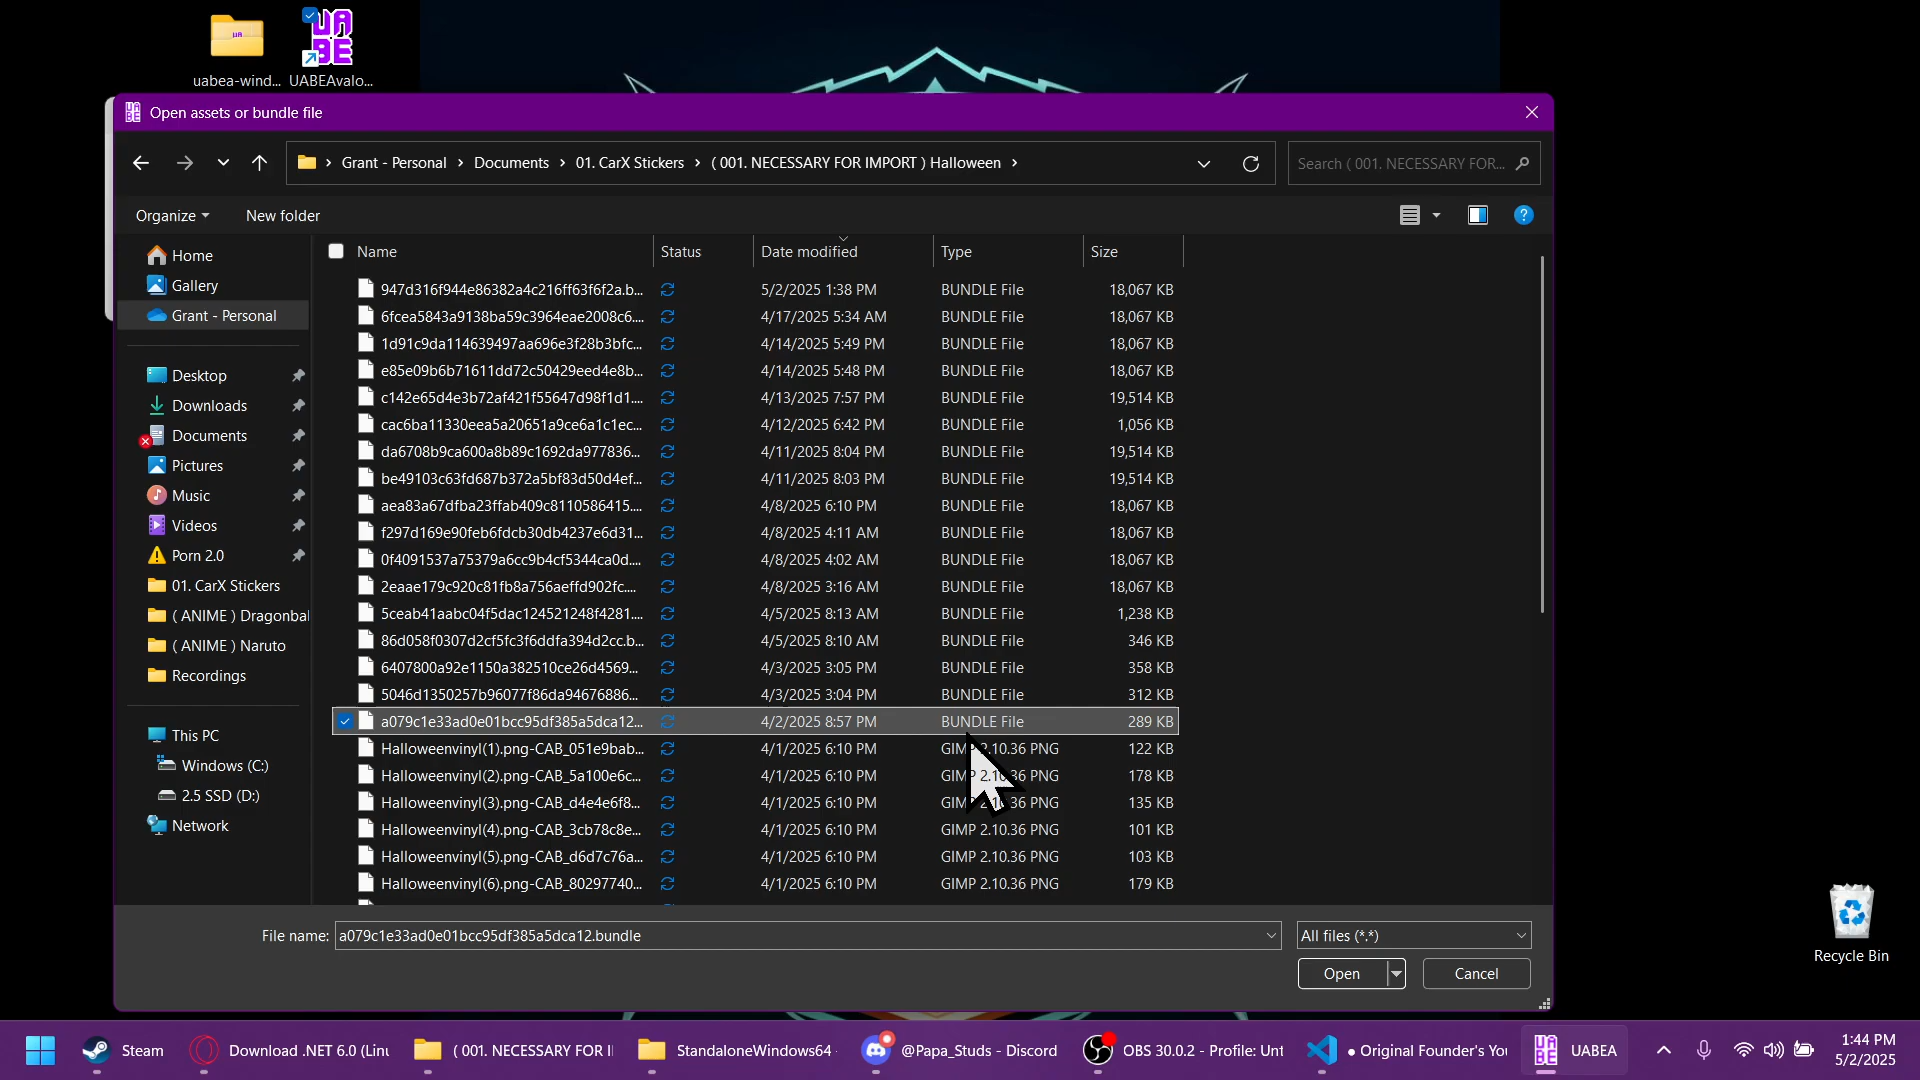 uabea-wind...
UABEAvalo...
Open assets or bundle file
Grant - Personal
Documents
01. CarX Stickers
( 001. NECESSARY FOR IMPORT ) Halloween
Search ( 001. NECESSARY FOR...
Organize
New folder
Home
Gallery
Grant - Personal
Desktop
Downloads
Documents
Pictures
Music
Videos
Porn 2.0
01. CarX Stickers
( ANIME ) Dragonbal
( ANIME ) Naruto
Recordings
This PC
Windows (C:)
2.5 SSD (D:)
Network
Name Status Date modified Type Size
947d316f944e86382a4c216ff63f6f2a.b... 5/2/2025 1:38 PM BUNDLE File 18,067 KB
6fcea5843a9138ba59c3964eae2008c6.... 4/17/2025 5:34 AM BUNDLE File 18,067 KB
1d91c9da114639497aa696e3f28b3bfc... 4/14/2025 5:49 PM BUNDLE File 18,067 KB
e85e09b6b71611dd72c50429eed4e8b... 4/14/2025 5:48 PM BUNDLE File 18,067 KB
c142e65d4e3b72af421f55647d98f1d1.... 4/13/2025 7:57 PM BUNDLE File 19,514 KB
cac6ba11330eea5a20651a9ce6a1c1ec... 4/12/2025 6:42 PM BUNDLE File 1,056 KB
da6708b9ca600a8b89c1692da977836... 4/11/2025 8:04 PM BUNDLE File 19,514 KB
be49103c63fd687b372a5bf83d50d4ef... 4/11/2025 8:03 PM BUNDLE File 19,514 KB
aea83a67dfba23ffab409c8110586415.... 4/8/2025 6:10 PM BUNDLE File 18,067 KB
f297d169e90feb6fdcb30db4237e6d31... 4/8/2025 4:11 AM BUNDLE File 18,067 KB
0f4091537a75379a6cc9b4cf5344ca0d.... 4/8/2025 4:02 AM BUNDLE File 18,067 KB
2eaae179c920c81fb8a756aeffd902fc.... 4/8/2025 3:16 AM BUNDLE File 18,067 KB
5ceab41aabc04f5dac124521248f4281.... 4/5/2025 8:13 AM BUNDLE File 1,238 KB
86d058f0307d2cf5fc3f6ddfa394d2cc.b... 4/5/2025 8:10 AM BUNDLE File 346 KB
6407800a92e1150a382510ce26d4569... 4/3/2025 3:05 PM BUNDLE File 358 KB
5046d1350257b96077f86da94676886... 4/3/2025 3:04 PM BUNDLE File 312 KB
a079c1e33ad0e01bcc95df385a5dca12... 4/2/2025 8:57 PM BUNDLE File 289 KB
Halloweenvinyl(1).png-CAB_051e9bab... 4/1/2025 6:10 PM GIMP 2.10.36 PNG 122 KB
Halloweenvinyl(2).png-CAB_5a100e6c... 4/1/2025 6:10 PM GIMP 2.10.36 PNG 178 KB
Halloweenvinyl(3).png-CAB_d4e4e6f8... 4/1/2025 6:10 PM GIMP 2.10.36 PNG 135 KB
Halloweenvinyl(4).png-CAB_3cb78c8e... 4/1/2025 6:10 PM GIMP 2.10.36 PNG 101 KB
Halloweenvinyl(5).png-CAB_d6d7c76a... 4/1/2025 6:10 PM GIMP 2.10.36 PNG 103 KB
Halloweenvinyl(6).png-CAB_80297740... 4/1/2025 6:10 PM GIMP 2.10.36 PNG 179 KB
File name: a079c1e33ad0e01bcc95df385a5dca12.bundle
All files (*.*)
Open
Cancel
Recycle Bin
Steam
Download .NET 6.0 (Linu
( 001. NECESSARY FOR I
StandaloneWindows64
@Papa_Studs - Discord
OBS 30.0.2 - Profile: Unt
● Original Founder's You
UABEA
1:44 PM
5/2/2025